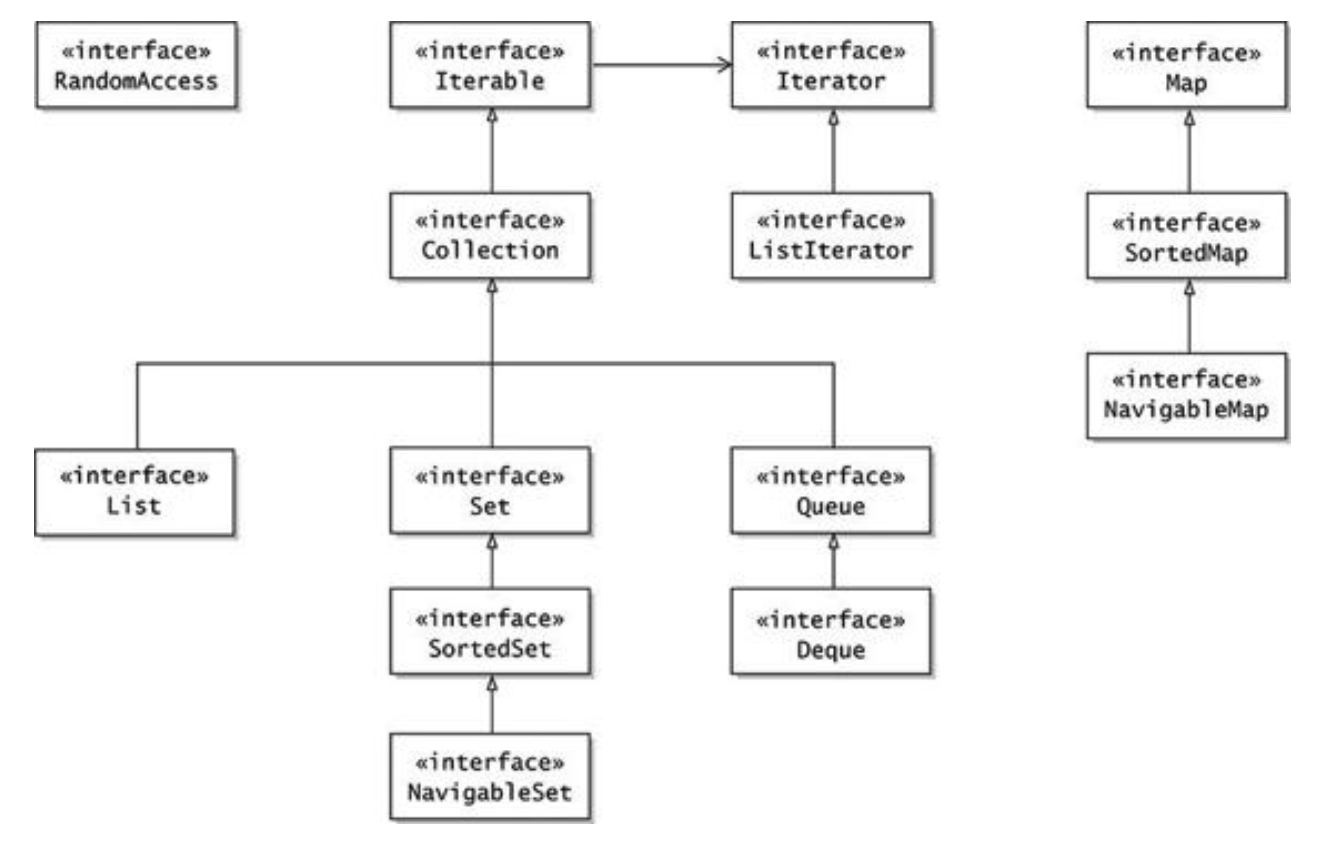 «interface»
RandomAccess
«interface»
Iterable
«interface»
Iterator
«interface»
Map
«interface»
Collection
«interface»
ListIterator
«interface»
SortedMap
«interface»
NavigableMap
«interface»
List
«interface»
Set
«interface»
Queue
«interface»
SortedSet
«interface»
Deque
«interface»
NavigableSet